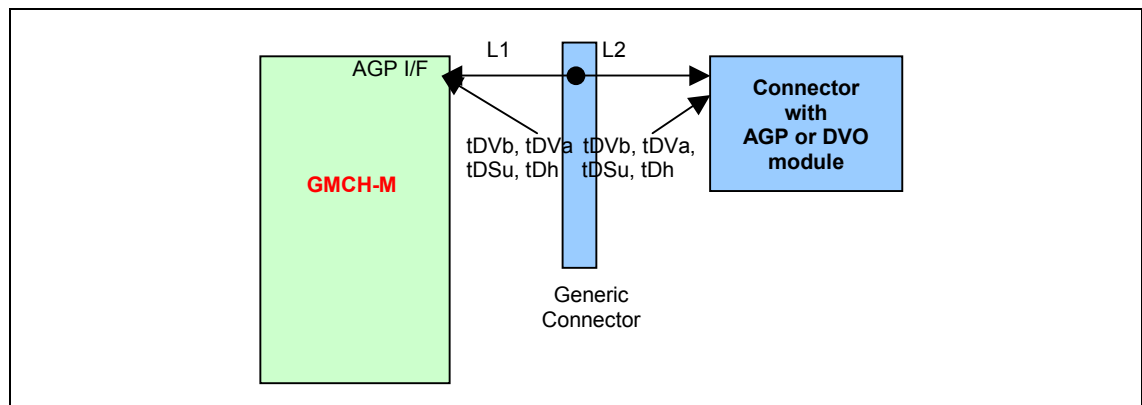 L1
L2
AGP I/F
Connector
with
AGP or DVO
module
tDVb, tDVa
tDSu, tDh
tDVb, tDVa,
tDSu, tDh
GMCH-M
Generic
Connector